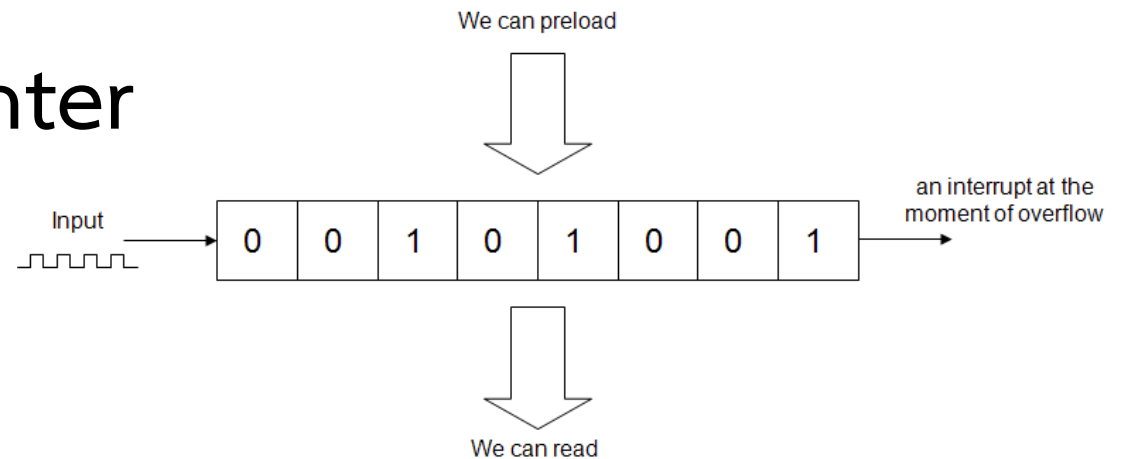 We can preload
nter
an interrupt at the
moment of overflow
Input
0 0 1 0 1 0 0 1
We can read